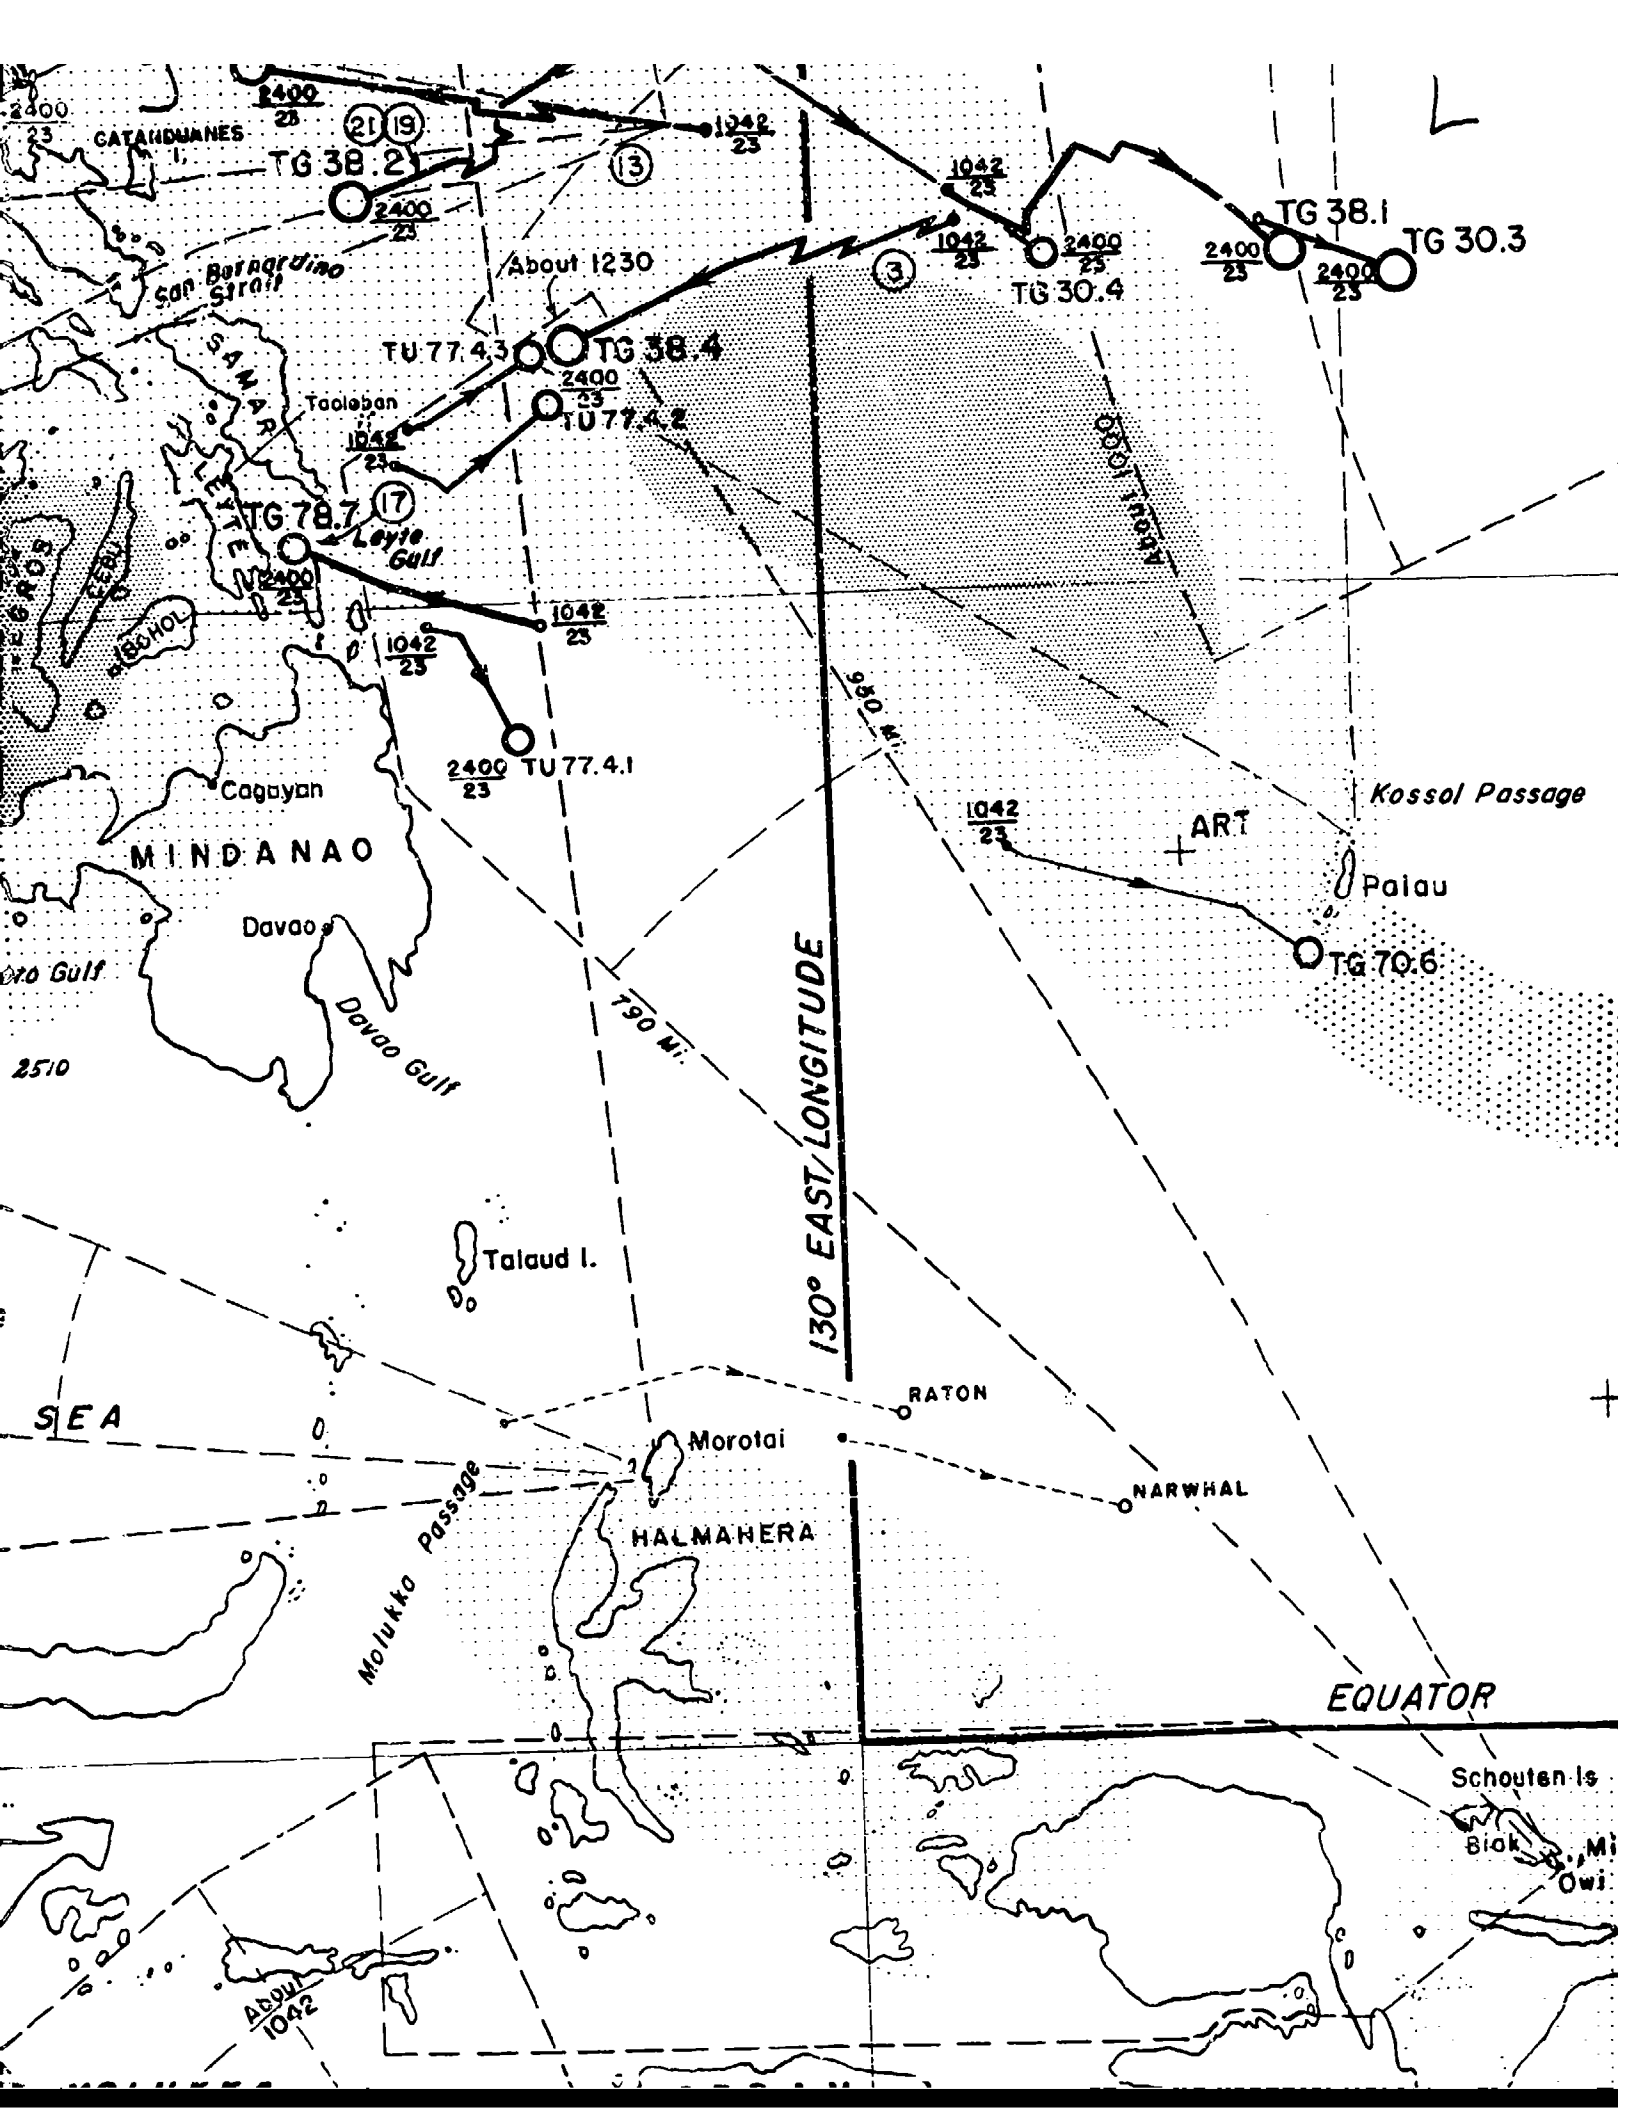 2400
23
2400
23
CATANDUANES
I.
21
19
1042
23
TG 38.2
13
2400
23
1042
23
1042
23
TG 38.1
2400
23
TG 30.3
2400
23
2400
23
TG 30.4
3
San Bernardino
Strait
About 1230
SAMAR
TU 77.4.3
TG 38.4
2400
23
TU 77.4.2
Tacloban
1042
23
About 1000
LEYTE
17
TG 78.7
Leyte
Gulf
2400
23
CEBU
BOHOL
1042
23
1042
23
950 Mi.
2400
23
TU 77.4.1
Cagayan
Kossol Passage
1042
23
ART
MINDANAO
Palau
Davao
TG 70.6
Gulf
790 Mi.
Davao Gulf
2510
130° EAST/LONGITUDE
Talaud I.
RATON
SEA
Morotai
NARWHAL
Molukka Passage
HALMAHERA
EQUATOR
Schouten Is
Biak
Mi
Owi
About
1042